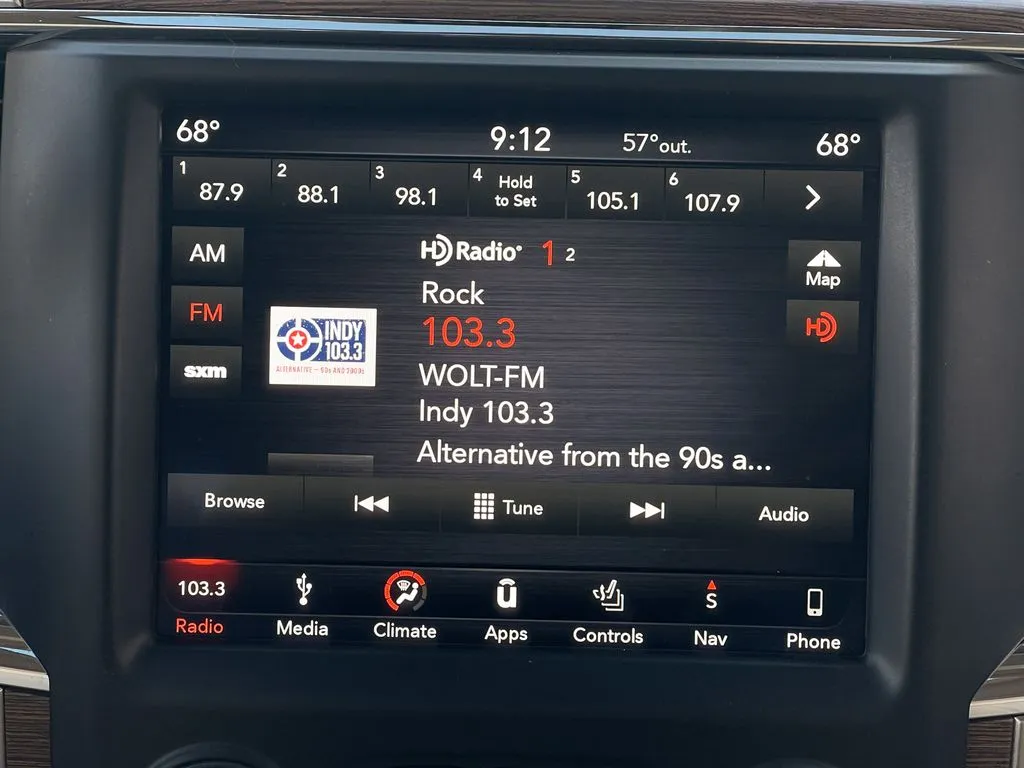 68° 9:12 57°out. 68°
1 87.9 2 88.1 3 98.1 4 Hold to Set 5 105.1 6 107.9
AM HD Radio 1 2 Map
Rock
FM 103.3 HD
INDY
103.3
ALTERNATIVE — 90s AND 2000s
sxm WOLT-FM
Indy 103.3
Alternative from the 90s a...
Browse Tune Audio
103.3 u S
Radio Media Climate Apps Controls Nav Phone